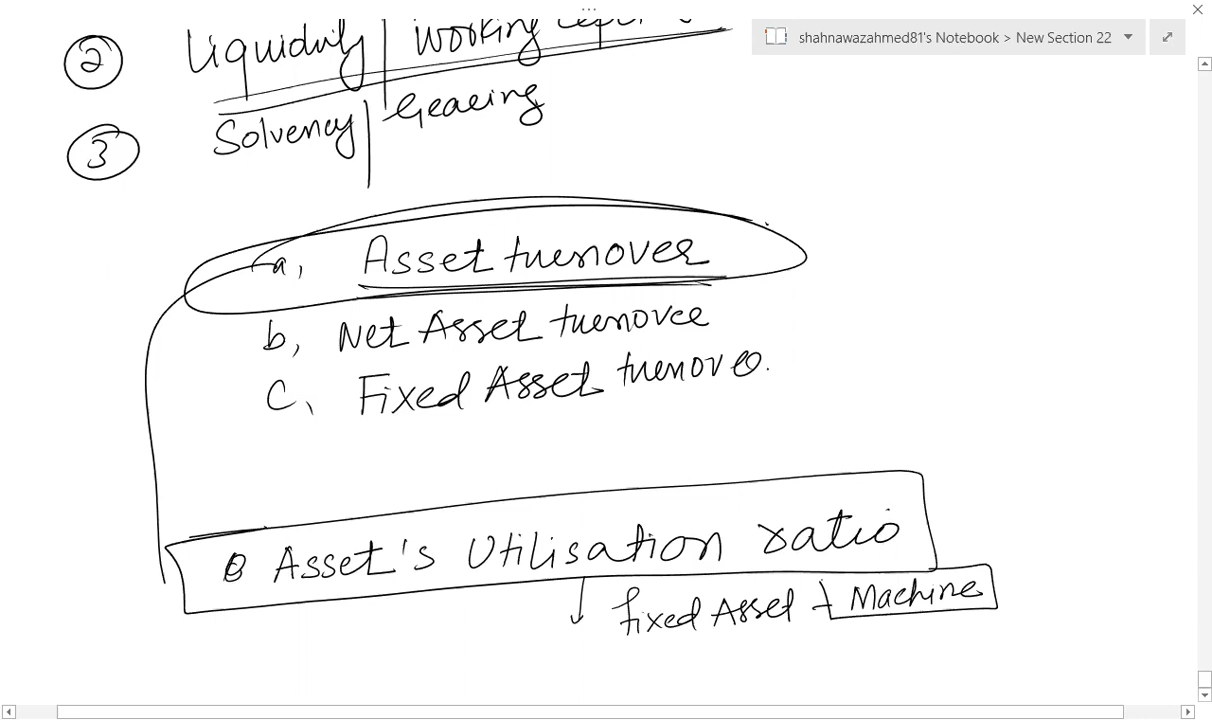 shahnawazahmed81's Notebook > New Section 22
② Liquidity | Working
③ Solvency | Gearing
a, Asset turnover
b, Net Asset turnover
c, Fixed Asset turnove
Asset's Utilisation ratio
↓ fixed Asset + Machine